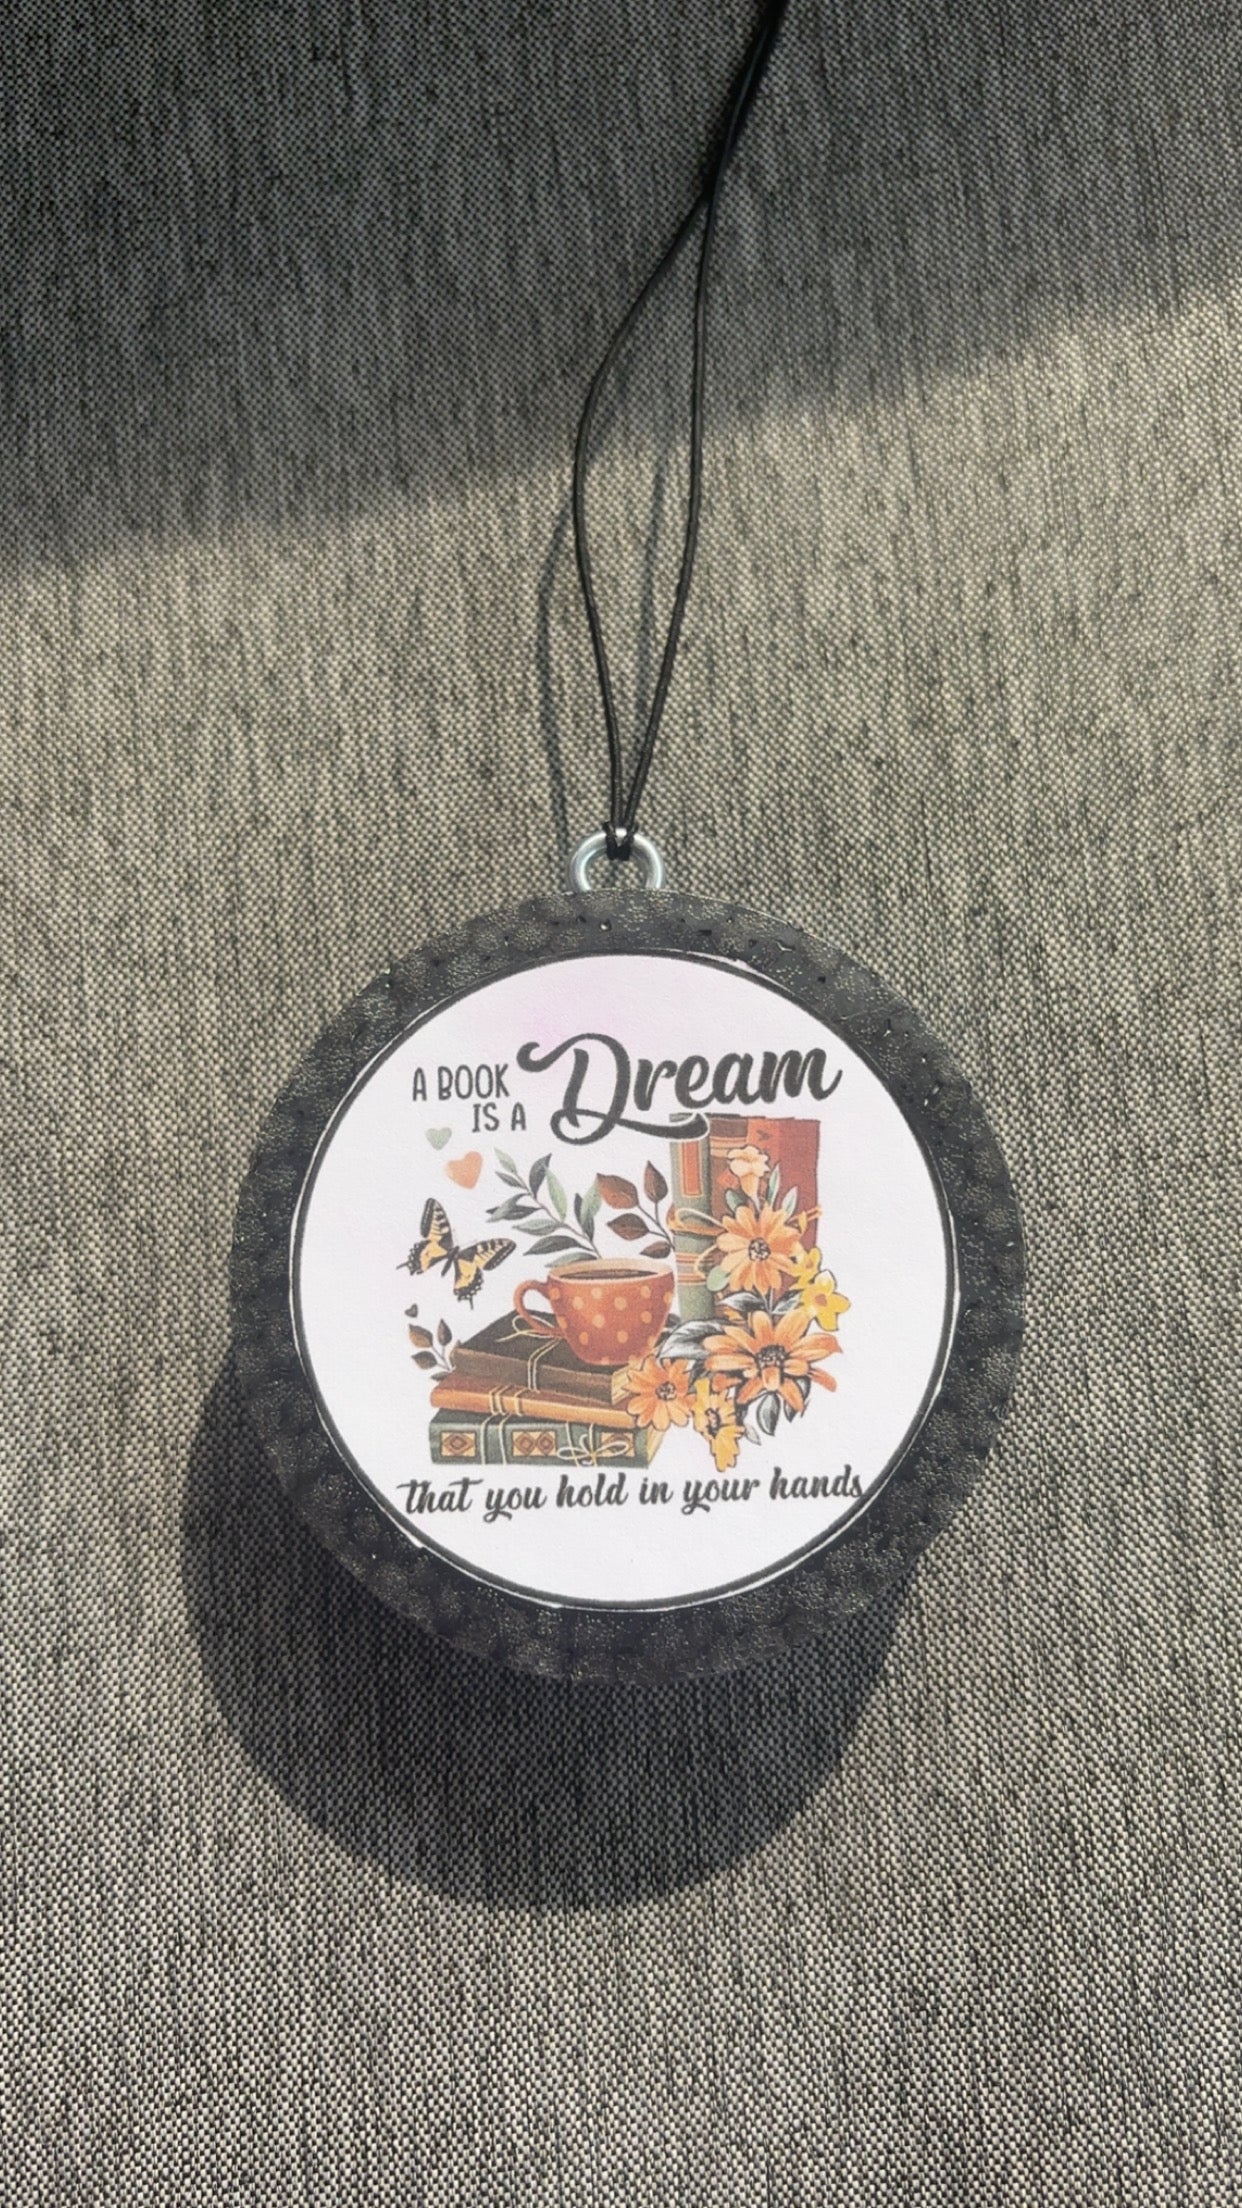 A BOOK Dream
IS A
that you hold in your hands